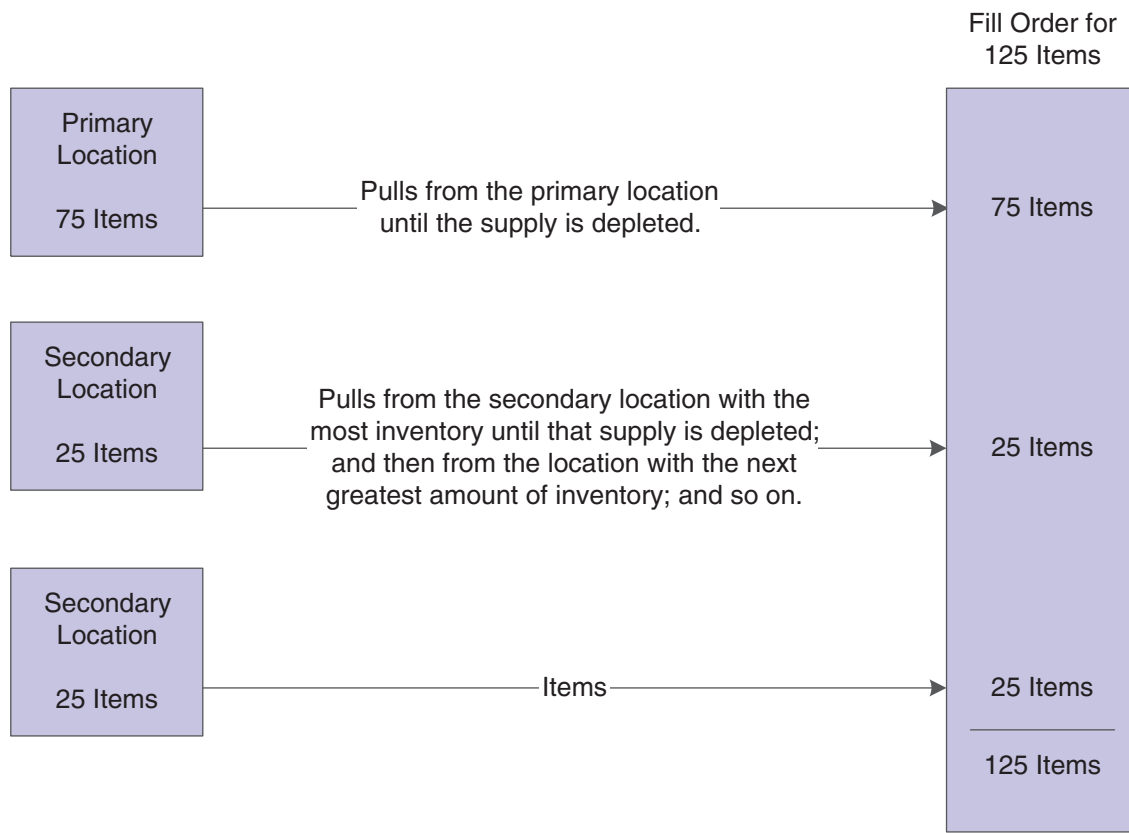 Fill Order for
125 Items
Primary
Location
75 Items
Pulls from the primary location
until the supply is depleted.
75 Items
Secondary
Location
25 Items
Pulls from the secondary location with the
most inventory until that supply is depleted;
and then from the location with the next
greatest amount of inventory; and so on.
25 Items
Secondary
Location
25 Items
Items
25 Items
125 Items